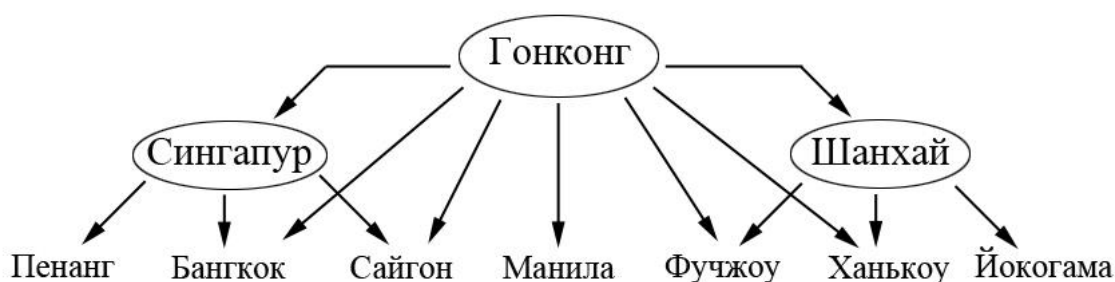 Гонконг
Сингапур
Шанхай
Пенанг Бангкок Сайгон Манила Фучжоу Ханькоу Йокогама